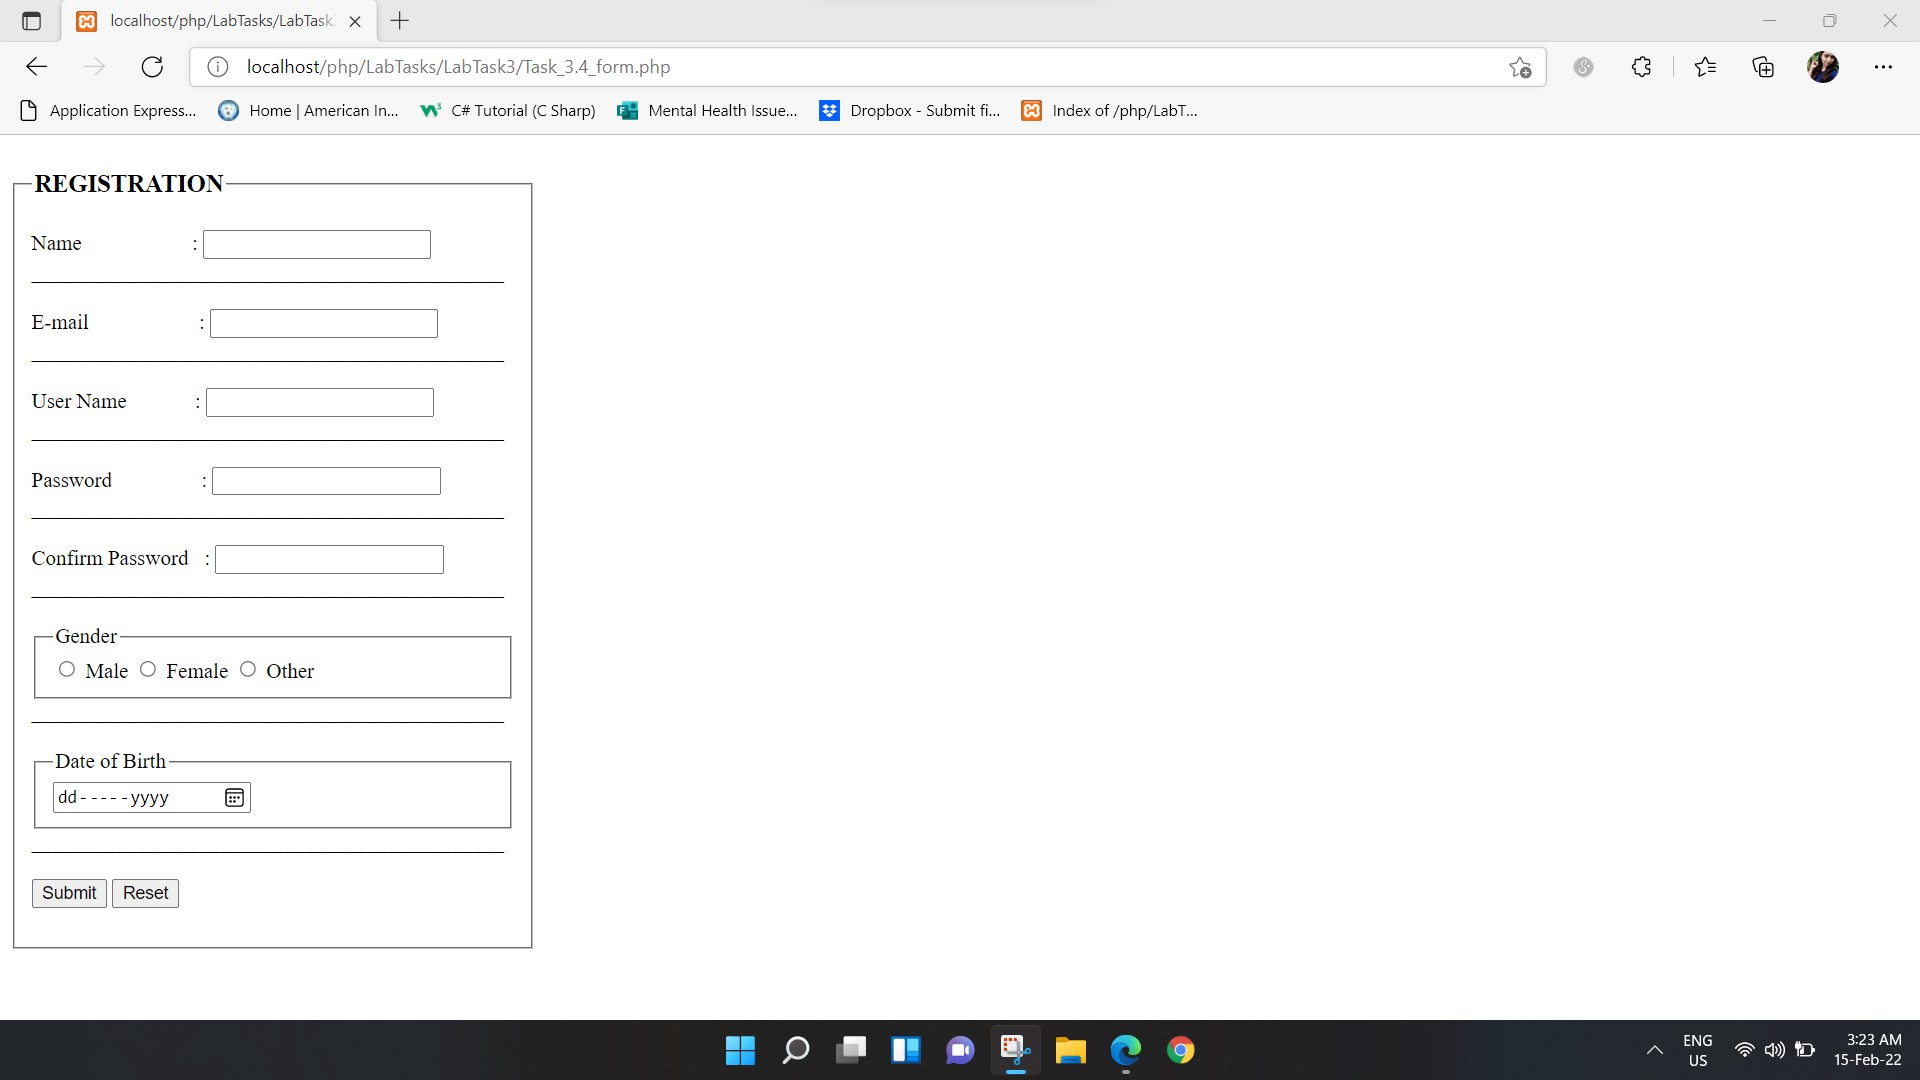 localhost/php/LabTasks/LabTask3
localhost/php/LabTasks/LabTask3/Task_3.4_form.php
Application Express... Home | American In... C# Tutorial (C Sharp) Mental Health Issue... Dropbox - Submit fi... Index of /php/LabT...
REGISTRATION
Name :
E-mail :
User Name :
Password :
Confirm Password :
Gender
Male Female Other
Date of Birth
dd-----yyyy
Submit Reset
ENG
US
3:23 AM
15-Feb-22